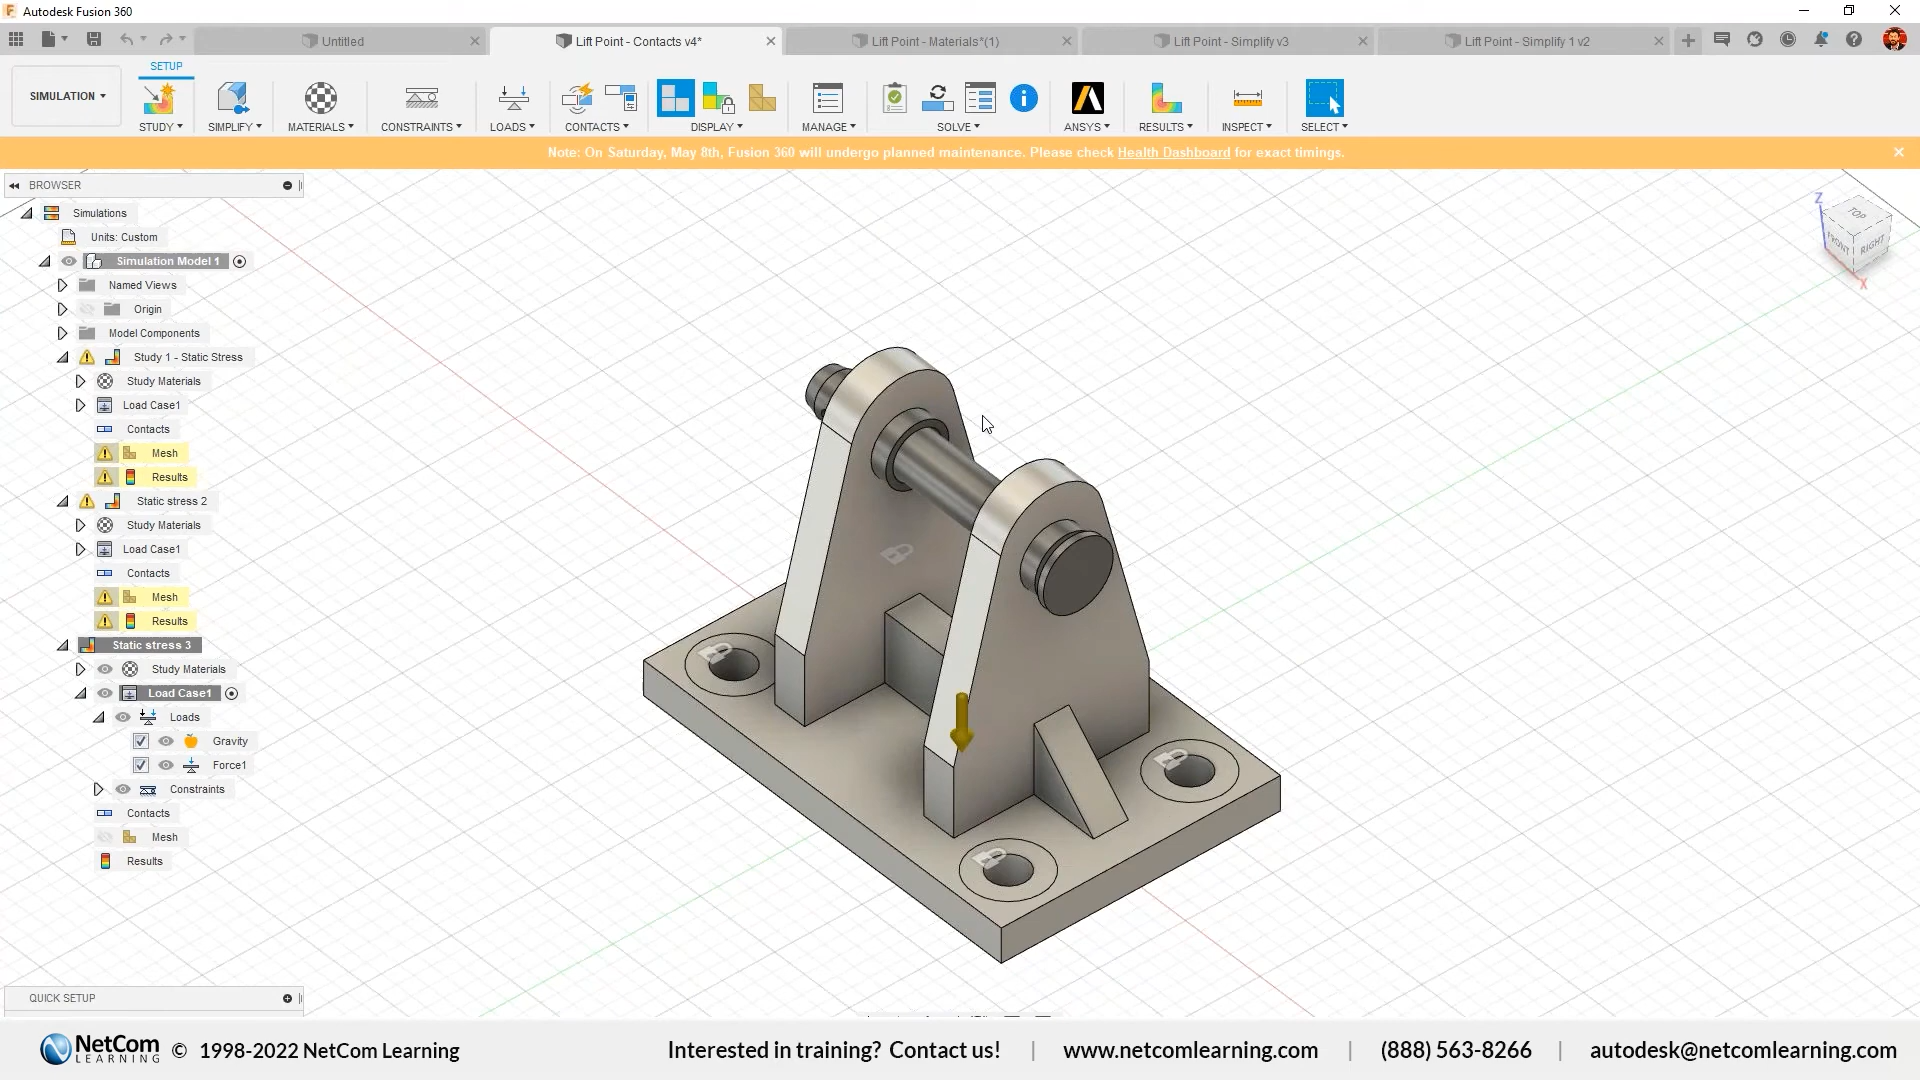 Autodesk Fusion 360
Untitled
Lift Point - Contacts v4*
Lift Point - Materials*(1)
Lift Point - Simplify v3
Lift Point - Simplify 1 v2
SETUP
SIMULATION
STUDY
SIMPLIFY
MATERIALS
CONSTRAINTS
LOADS
CONTACTS
DISPLAY
MANAGE
SOLVE
ANSYS
RESULTS
INSPECT
SELECT
Note: On Saturday, May 8th, Fusion 360 will undergo planned maintenance. Please check Health Dashboard for exact timings.
BROWSER
Simulations
Units: Custom
Simulation Model 1
Named Views
Origin
Model Components
Study 1 - Static Stress
Study Materials
Load Case1
Contacts
Mesh
Results
Static stress 2
Study Materials
Load Case1
Contacts
Mesh
Results
Static stress 3
Study Materials
Load Case1
Loads
Gravity
Force1
Constraints
Contacts
Mesh
Results
Z
TOP
FRONT
RIGHT
X
QUICK SETUP
NetCom
LEARNING
© 1998-2022 NetCom Learning
Interested in training? Contact us! | www.netcomlearning.com | (888) 563-8266 | autodesk@netcomlearning.com